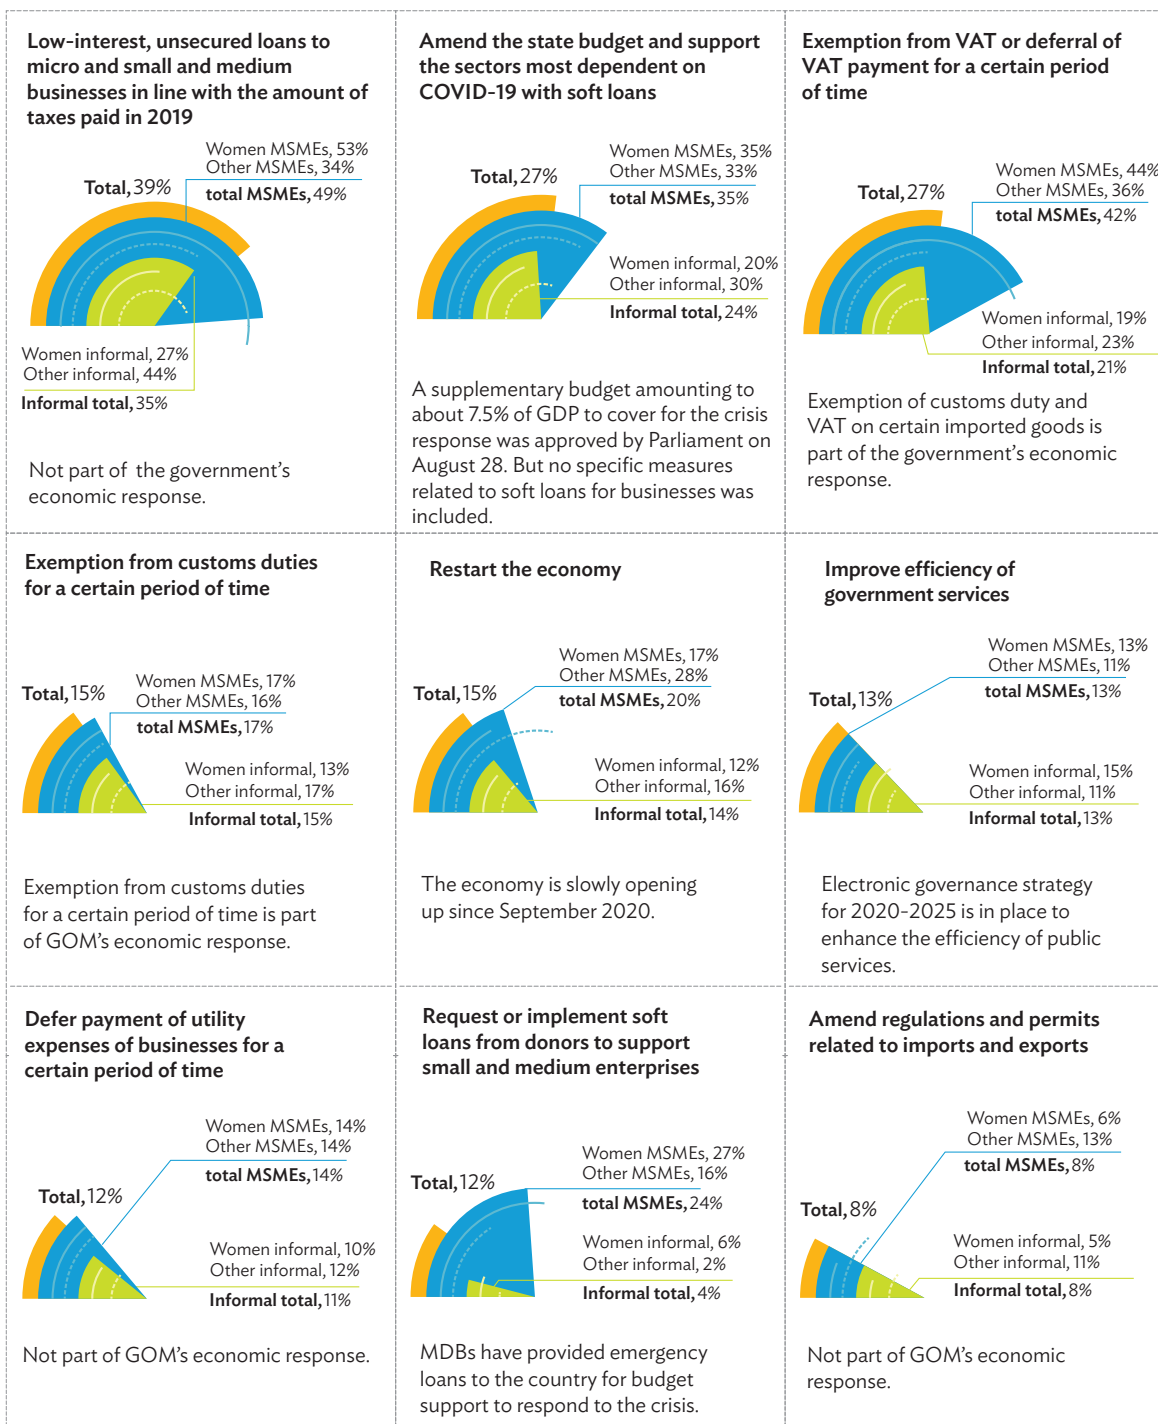 Low-interest, unsecured loans to
micro and small and medium
businesses in line with the amount of
taxes paid in 2019
Women MSMEs, 53%
Other MSMEs, 34%
Total, 39%
total MSMEs, 49%
Women informal, 27%
Other informal, 44%
Informal total, 35%
Not part of the government's
economic response.
Amend the state budget and support
the sectors most dependent on
COVID-19 with soft loans
Women MSMEs, 35%
Other MSMEs, 33%
Total, 27%
total MSMEs, 35%
Women informal, 20%
Other informal, 30%
Informal total, 24%
A supplementary budget amounting to
about 7.5% of GDP to cover for the crisis
response was approved by Parliament on
August 28. But no specific measures
related to soft loans for businesses was
included.
Exemption from VAT or deferral of
VAT payment for a certain period
of time
Women MSMEs, 44%
Other MSMEs, 36%
Total, 27%
total MSMEs, 42%
Women informal, 19%
Other informal, 23%
Informal total, 21%
Exemption of customs duty and
VAT on certain imported goods is
part of the government's economic
response.
Exemption from customs duties
for a certain period of time
Women MSMEs, 17%
Total, 15%
Other MSMEs, 16%
total MSMEs, 17%
Women informal, 13%
Other informal, 17%
Informal total, 15%
Exemption from customs duties
for a certain period of time is part
of GOM's economic response.
Restart the economy
Women MSMEs, 17%
Other MSMEs, 28%
Total, 15%
total MSMEs, 20%
Women informal, 12%
Other informal, 16%
Informal total, 14%
The economy is slowly opening
up since September 2020.
Improve efficiency of
government services
Women MSMEs, 13%
Other MSMEs, 11%
total MSMEs, 13%
Total, 13%
Women informal, 15%
Other informal, 11%
Informal total, 13%
Electronic governance strategy
for 2020-2025 is in place to
enhance the efficiency of public
services.
Defer payment of utility
expenses of businesses for a
certain period of time
Women MSMEs, 14%
Other MSMEs, 14%
total MSMEs, 14%
Total, 12%
Women informal, 10%
Other informal, 12%
Informal total, 11%
Not part of GOM's economic response.
Request or implement soft
loans from donors to support
small and medium enterprises
Women MSMEs, 27%
Other MSMEs, 16%
Total, 12%
total MSMEs, 24%
Women informal, 6%
Other informal, 2%
Informal total, 4%
MDBs have provided emergency
loans to the country for budget
support to respond to the crisis.
Amend regulations and permits
related to imports and exports
Women MSMEs, 6%
Other MSMEs, 13%
total MSMEs, 8%
Total, 8%
Women informal, 5%
Other informal, 11%
Informal total, 8%
Not part of GOM's economic
response.